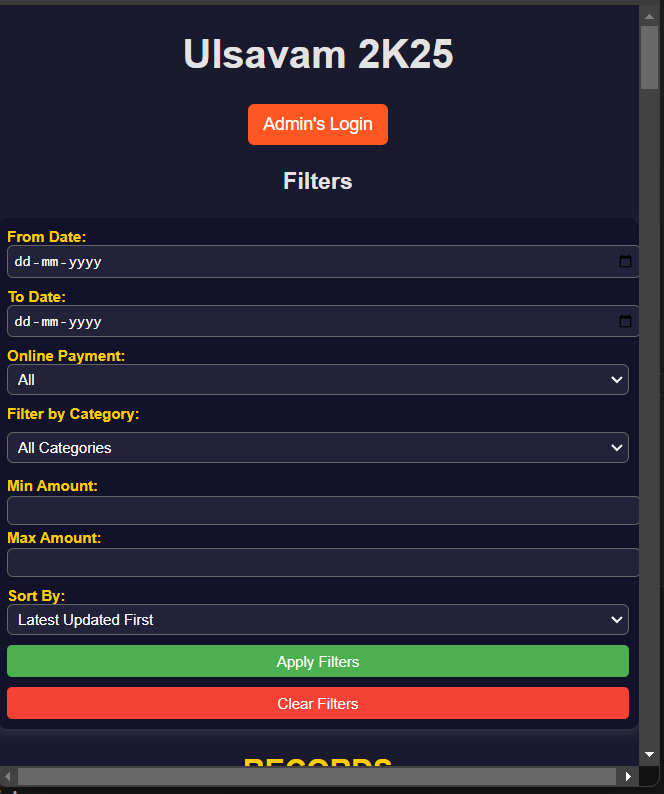 Ulsavam 2K25
Admin's Login
Filters
From Date:
dd-mm-yyyy
To Date:
dd-mm-yyyy
Online Payment:
All
Filter by Category:
All Categories
Min Amount:
Max Amount:
Sort By:
Latest Updated First
Apply Filters
Clear Filters
RECORDS